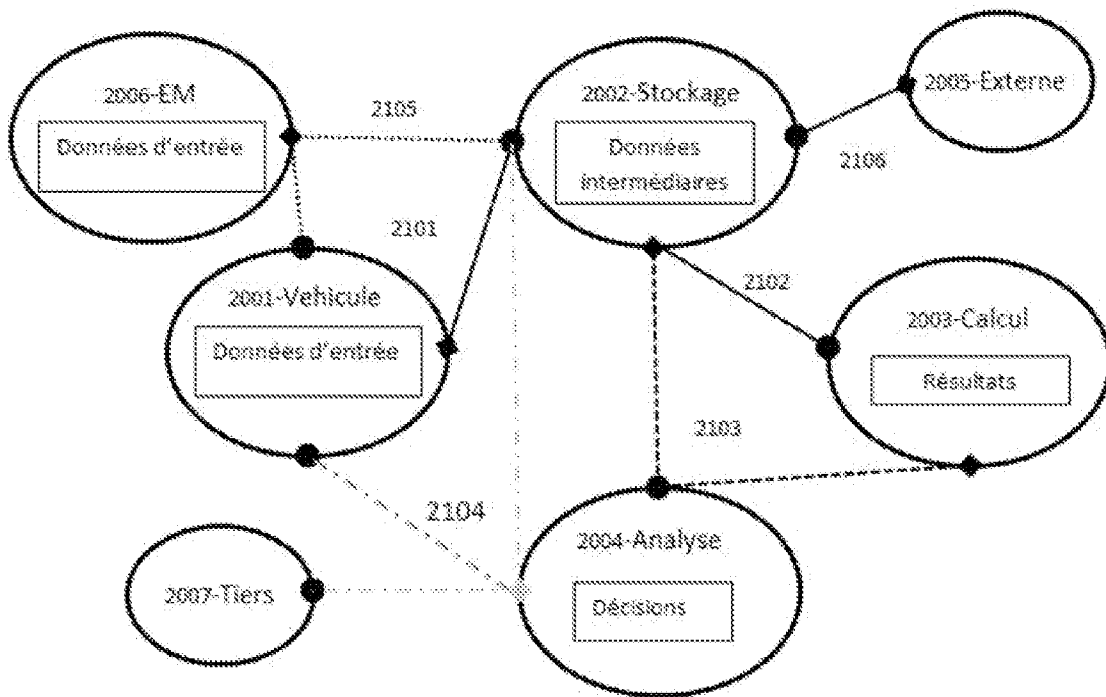 2006-EM
Données d'entrée
2105
2002-Stockage
Données
intermédiaires
2005-Externe
2106
2101
2001-Vehicule
Données d'entrée
2102
2003-Calcul
Résultats
2103
2104
2004-Analyse
Décisions
2007-Tiers